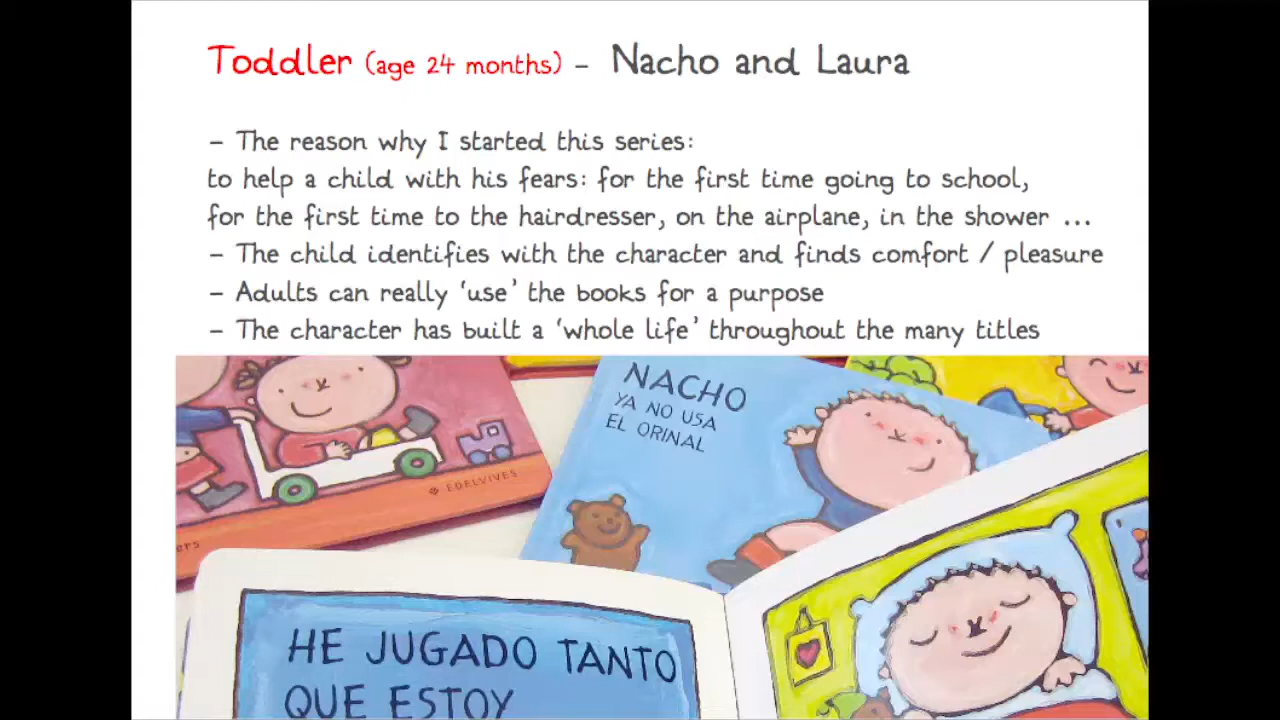 Toddler (age 24 months) – Nacho and Laura
– The reason why I started this series:
to help a child with his fears: for the first time going to school,
for the first time to the hairdresser, on the airplane, in the shower ...
– The child identifies with the character and finds comfort / pleasure
– Adults can really ‘use’ the books for a purpose
– The character has built a ‘whole life’ throughout the many titles
NACHO
YA NO USA
EL ORINAL
EDELVIVES
HE JUGADO TANTO
QUE ESTOY